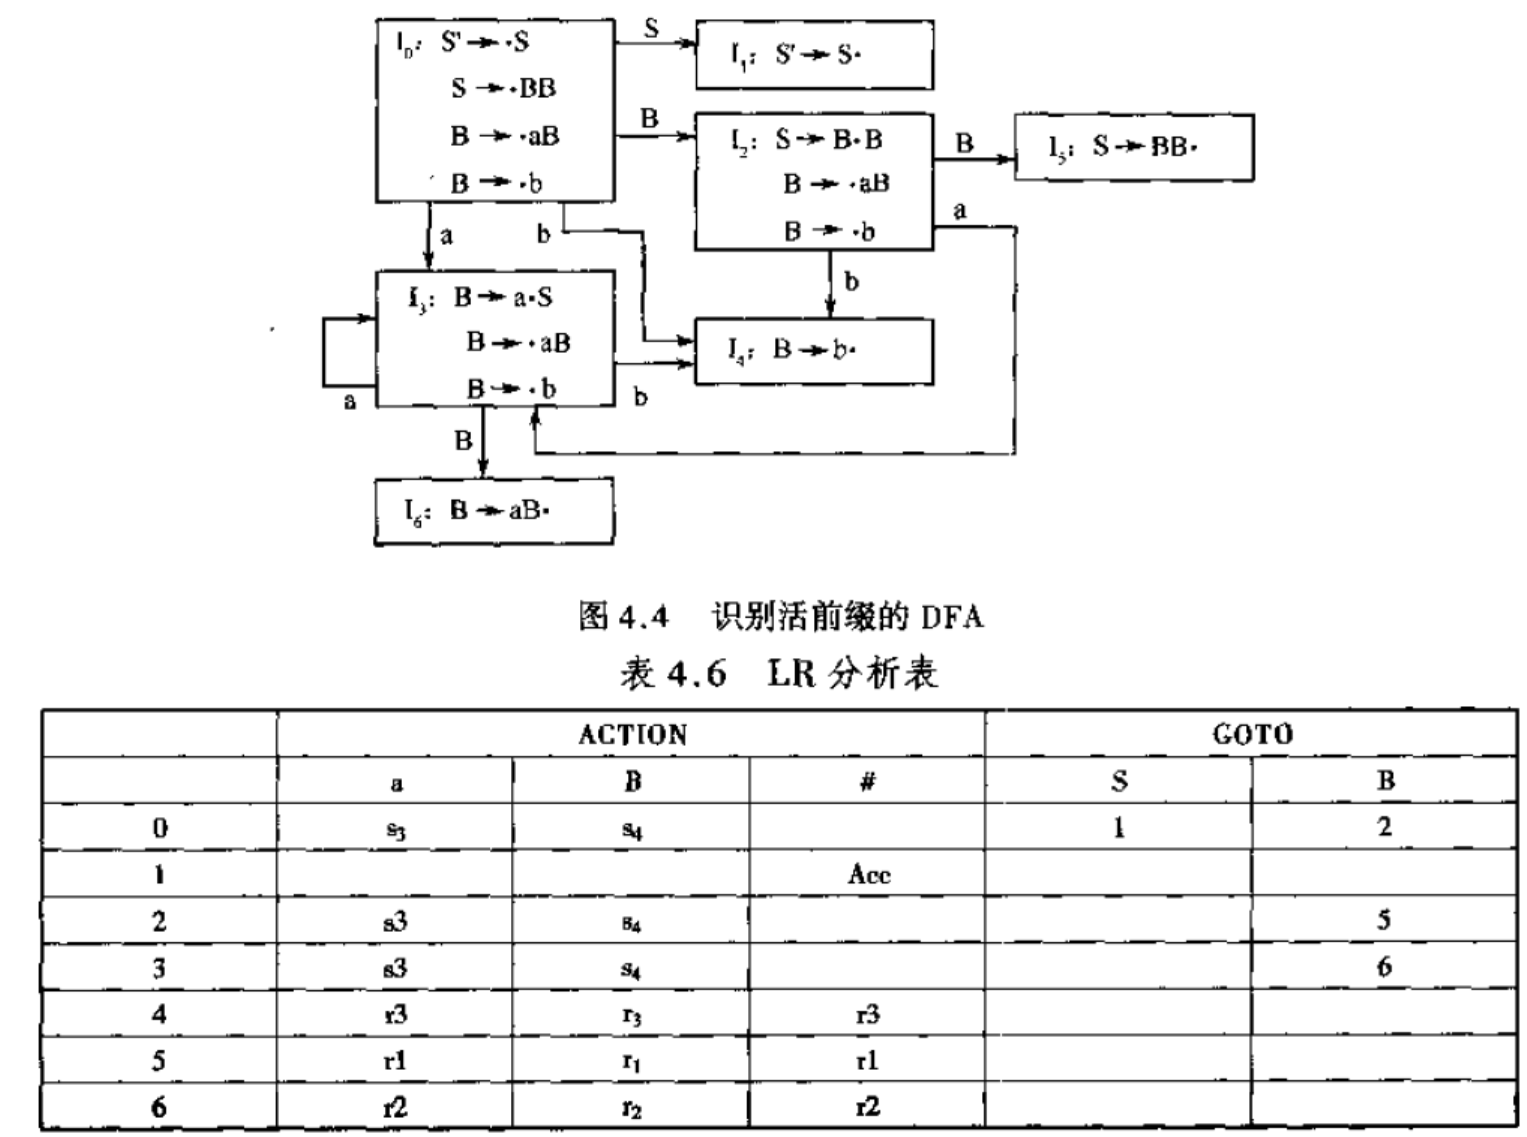 I₀: S'→·S
S→·BB
B→·aB
B→·b
S
I₁: S'→S·
B
I₂: S→B·B
B→·aB
B→·b
B
I₅: S→BB·
a
a
b
b
I₃: B→a·S
B→·aB
B→·b
a
b
I₄: B→b·
B
I₆: B→aB·
图 4.4 识别活前缀的 DFA
表 4.6 LR 分析表
ACTION GOTO
a B # S B
0 s₃ s₄ 1 2
1 Acc
2 s3 s₄ 5
3 s3 s₄ 6
4 r3 r₃ r3
5 r1 r₁ r1
6 r2 r₂ r2